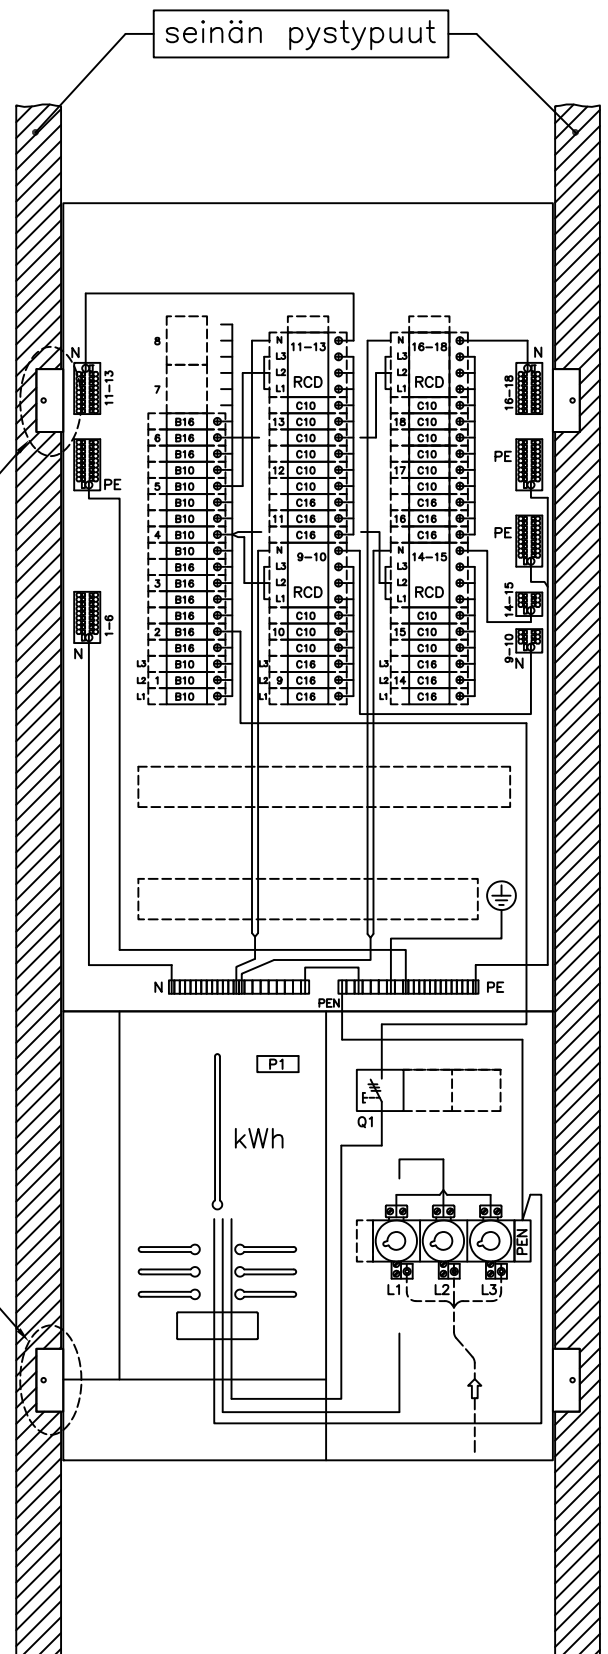 seinän pystypuut
N
11-13
PE
1-6
N
8
7
B16
6 B16
B16
B10
5 B10
B10
B10
4 B10
B10
B16
3 B16
B16
B16
2 B16
B16
L3 B10
L2 1 B10
L1 B10
N 11-13
L3
L2 RCD
L1
C10
13 C10
C10
C10
12 C10
C10
C16
11 C16
C16
N 9-10
L3
L2 RCD
L1
C10
10 C10
C10
L3 C16
L2 9 C16
L1 C16
N 16-18
L3
L2 RCD
L1
C10
18 C10
C10
C10
17 C10
C10
C16
16 C16
C16
N 14-15
L3
L2 RCD
L1
C10
15 C10
C10
L3 C16
L2 14 C16
L1 C16
N
16-18
PE
PE
14-15
9-10
N
N
PE
PEN
P1
kWh
Q1
PEN
L1 L2 L3